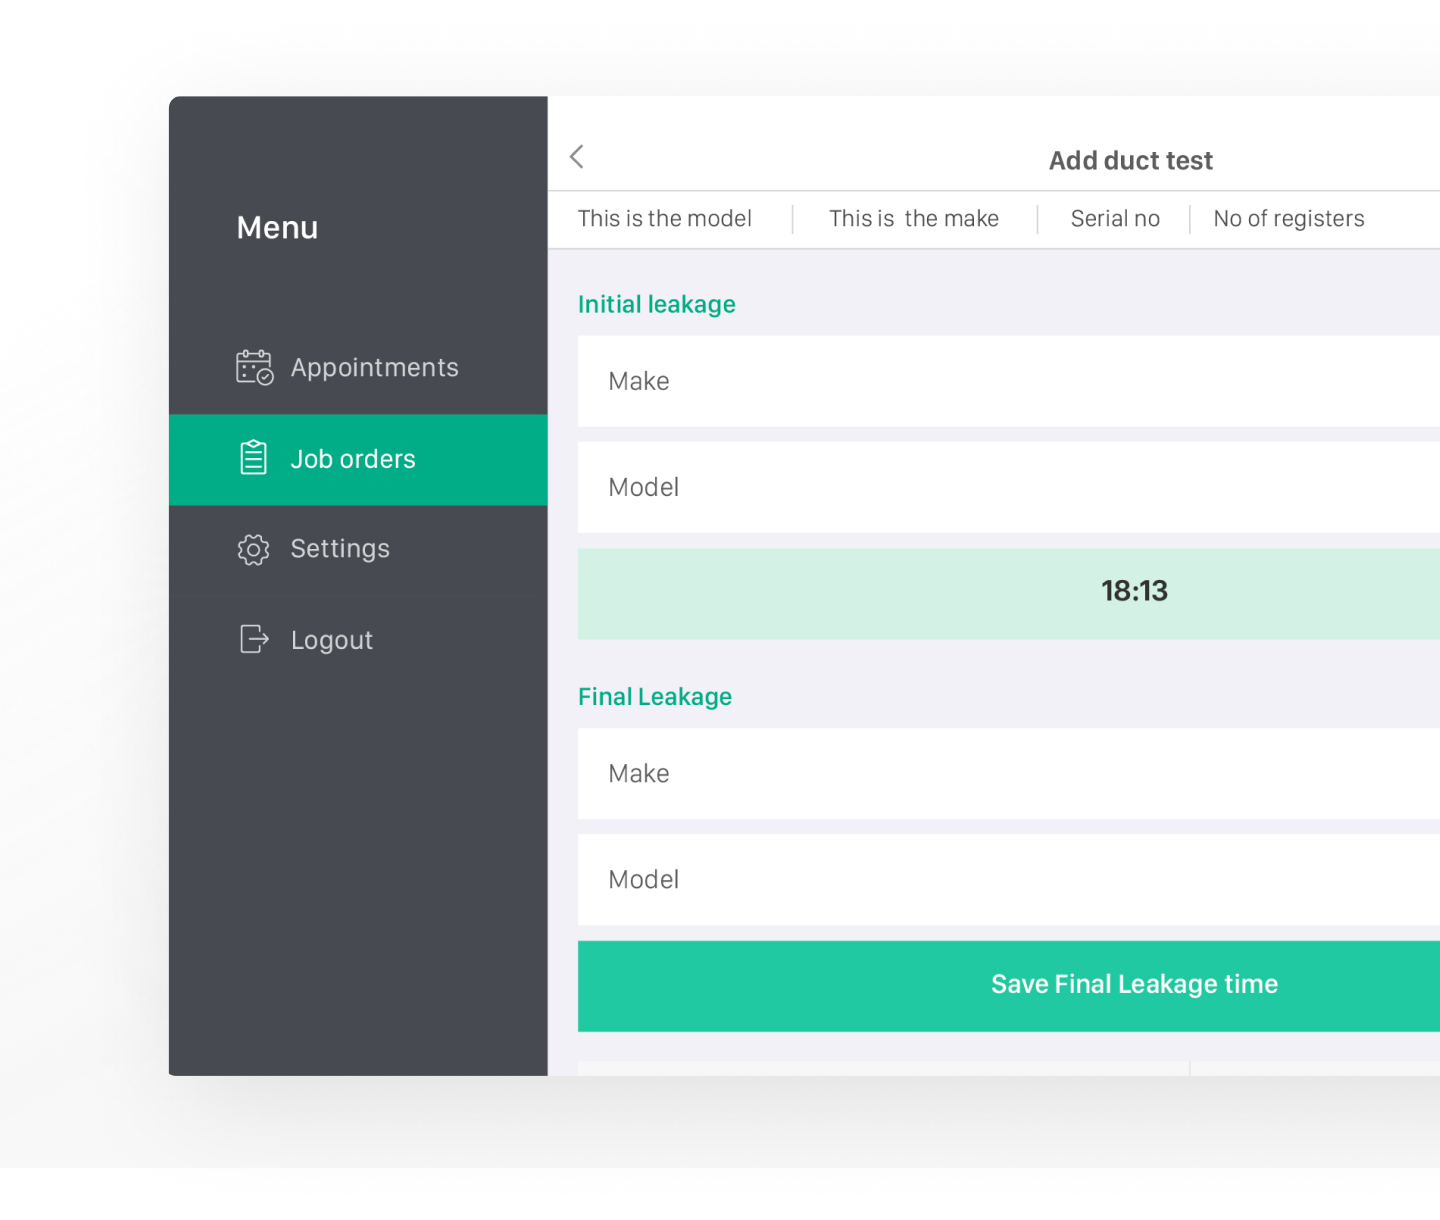 Menu
Appointments
Job orders
Settings
Logout
Add duct test
This is the model
This is  the make
Serial no
No of registers
Initial leakage
Make
Model
18:13
Final Leakage
Make
Model
Save Final Leakage time